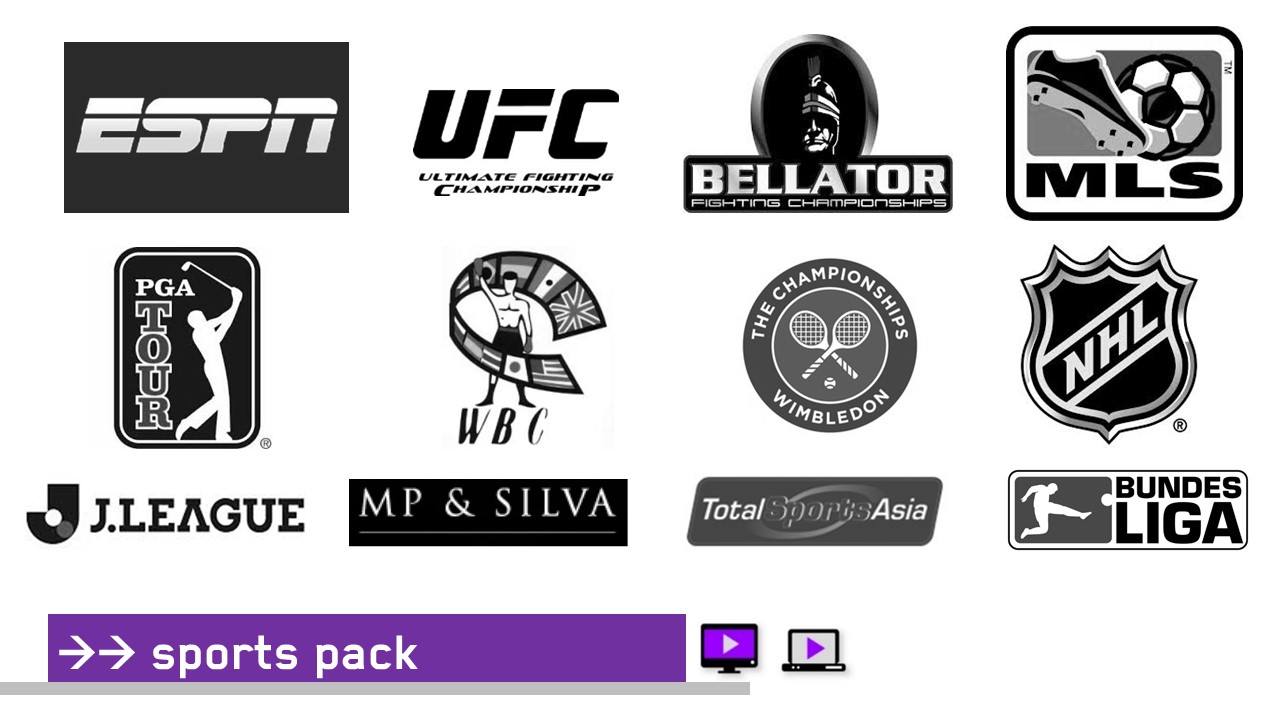 ESPN
UFC
ULTIMATE FIGHTING
CHAMPIONSHIP
BELLATOR
FIGHTING CHAMPIONSHIPS
TM
MLS
PGA
TOUR
®
WBC
THE CHAMPIONSHIPS
WIMBLEDON
NHL
®
J.LEAGUE
MP & SILVA
TotalSportsAsia
BUNDES
LIGA
→→ sports pack